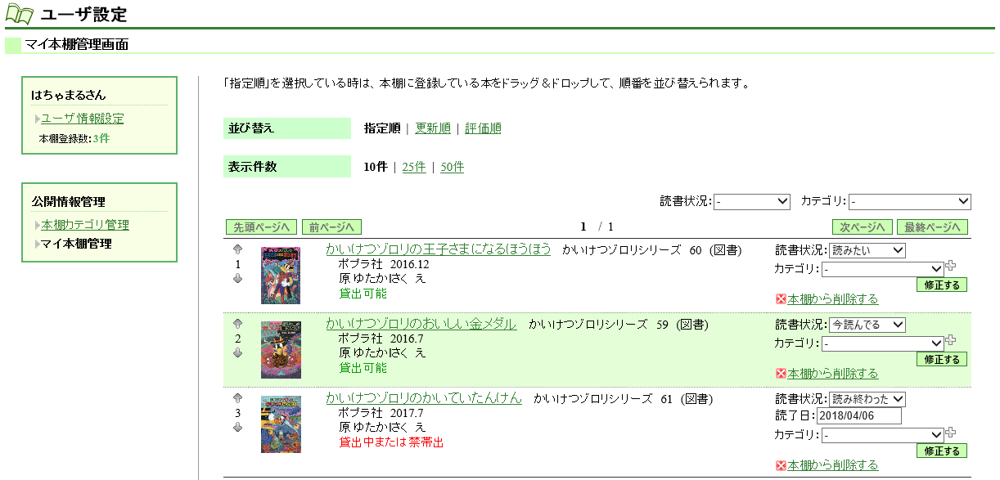 ユーザ設定
マイ本棚管理画面
はちゃまるさん
ユーザ情報設定
本棚登録数：3件
公開情報管理
本棚カテゴリ管理
マイ本棚管理
「指定順」を選択している時は、本棚に登録している本をドラッグ＆ドロップして、順番を並び替えられます。
並び替え 指定順 | 更新順 | 評価順
表示件数 10件 | 25件 | 50件
読書状況：- カテゴリ：-
先頭ページへ 前ページへ 1 / 1 次ページへ 最終ページへ
1
かいけつゾロリの王子さまになるほうほう かいけつゾロリシリーズ 60 (図書)
ポプラ社 2016.12
原 ゆたか∥さく え
貸出可能
読書状況：読みたい
カテゴリ：-
修正する
本棚から削除する
2
かいけつゾロリのおいしい金メダル かいけつゾロリシリーズ 59 (図書)
ポプラ社 2016.7
原 ゆたか∥さく え
貸出可能
読書状況：今読んでる
カテゴリ：-
修正する
本棚から削除する
3
かいけつゾロリのかいていたんけん かいけつゾロリシリーズ 61 (図書)
ポプラ社 2017.7
原 ゆたか∥さく え
貸出中または禁帯出
読書状況：読み終わった
読了日：2018/04/06
カテゴリ：-
修正する
本棚から削除する